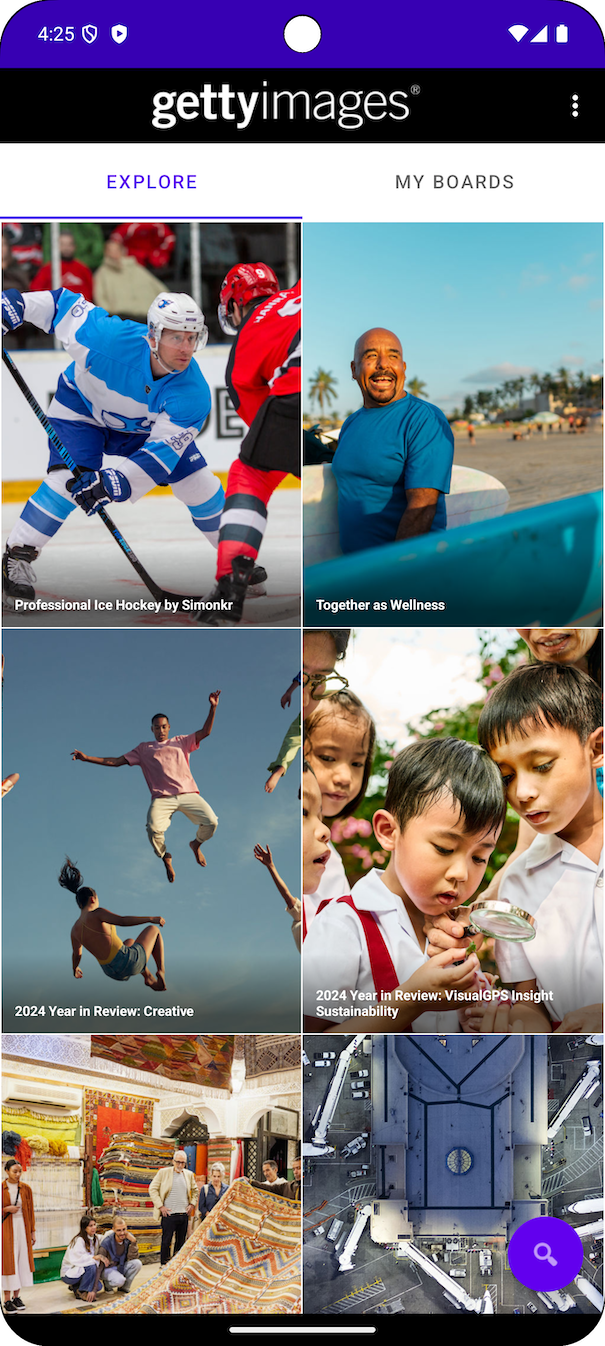 4:25
gettyimages®
EXPLORE
MY BOARDS
9
Professional Ice Hockey by Simonkr
Together as Wellness
2024 Year in Review: Creative
2024 Year in Review: VisualGPS Insight
Sustainability